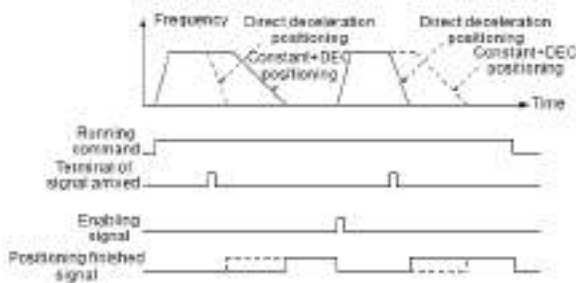 Frequency
Direct deceleration
positioning
Constant+DEC
positioning
Direct deceleration
positioning
Constant+DEC
positioning
Time
Running
command
Terminal of
signal arrived
Enabling
signal
Positioning finished
signal